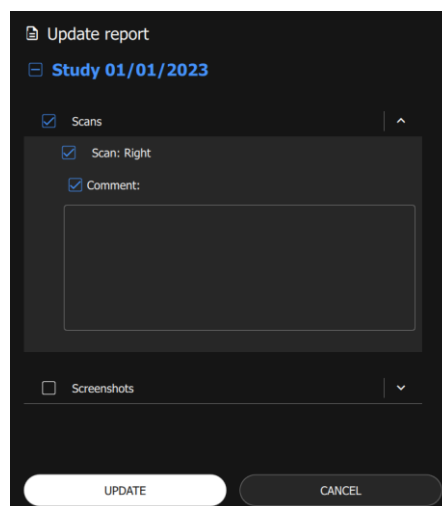 Update report
Study 01/01/2023
Scans
Scan: Right
Comment:
Screenshots
UPDATE
CANCEL